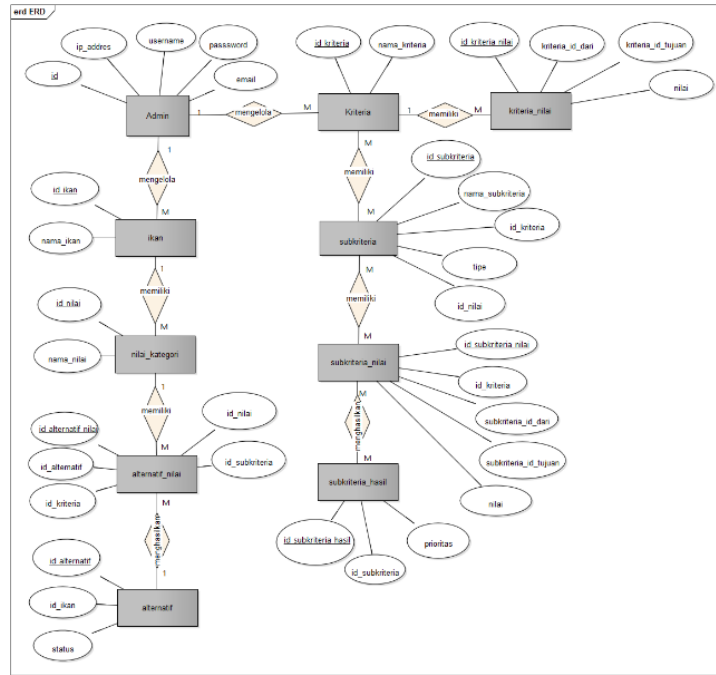 erd ERD
username
ip_addres
passsword
id
email
Admin
1
mengelola
M
id_kriteria
nama_kriteria
Kriteria
1
memiliki
M
id_kriteria_nilai
kriteria_id_dari
kriteria_id_tujuan
nilai
kriteria_nilai
1
mengelola
M
id_ikan
nama_ikan
ikan
1
memiliki
M
id_nilai
nama_nilai
nilai_kategori
1
memiliki
M
id_alternatif_nilai
id_alternatif
id_kriteria
id_nilai
id_subkriteria
alternatif_nilai
M
menghasilkan
1
id_alternatif
id_ikan
status
alternatif
M
memiliki
M
id_subkriteria
nama_subkriteria
id_kriteria
tipe
id_nilai
subkriteria
M
memiliki
M
id_subkriteria_nilai
id_kriteria
subkriteria_id_dari
subkriteria_id_tujuan
nilai
subkriteria_nilai
M
menghasilkan
M
subkriteria_hasil
id_subkriteria_hasil
id_subkriteria
prioritas